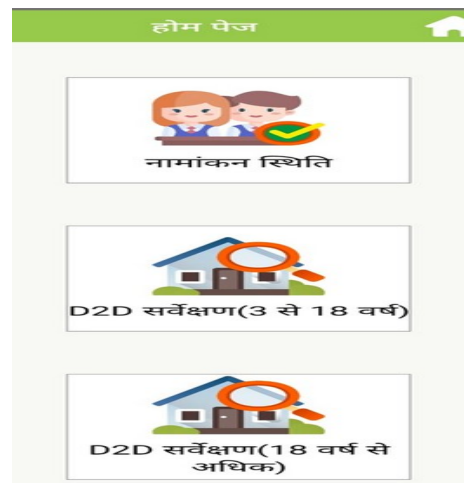 होम पेज
नामांकन स्थिति
D2D सर्वेक्षण(3 से 18 वर्ष)
D2D सर्वेक्षण(18 वर्ष से
अधिक)